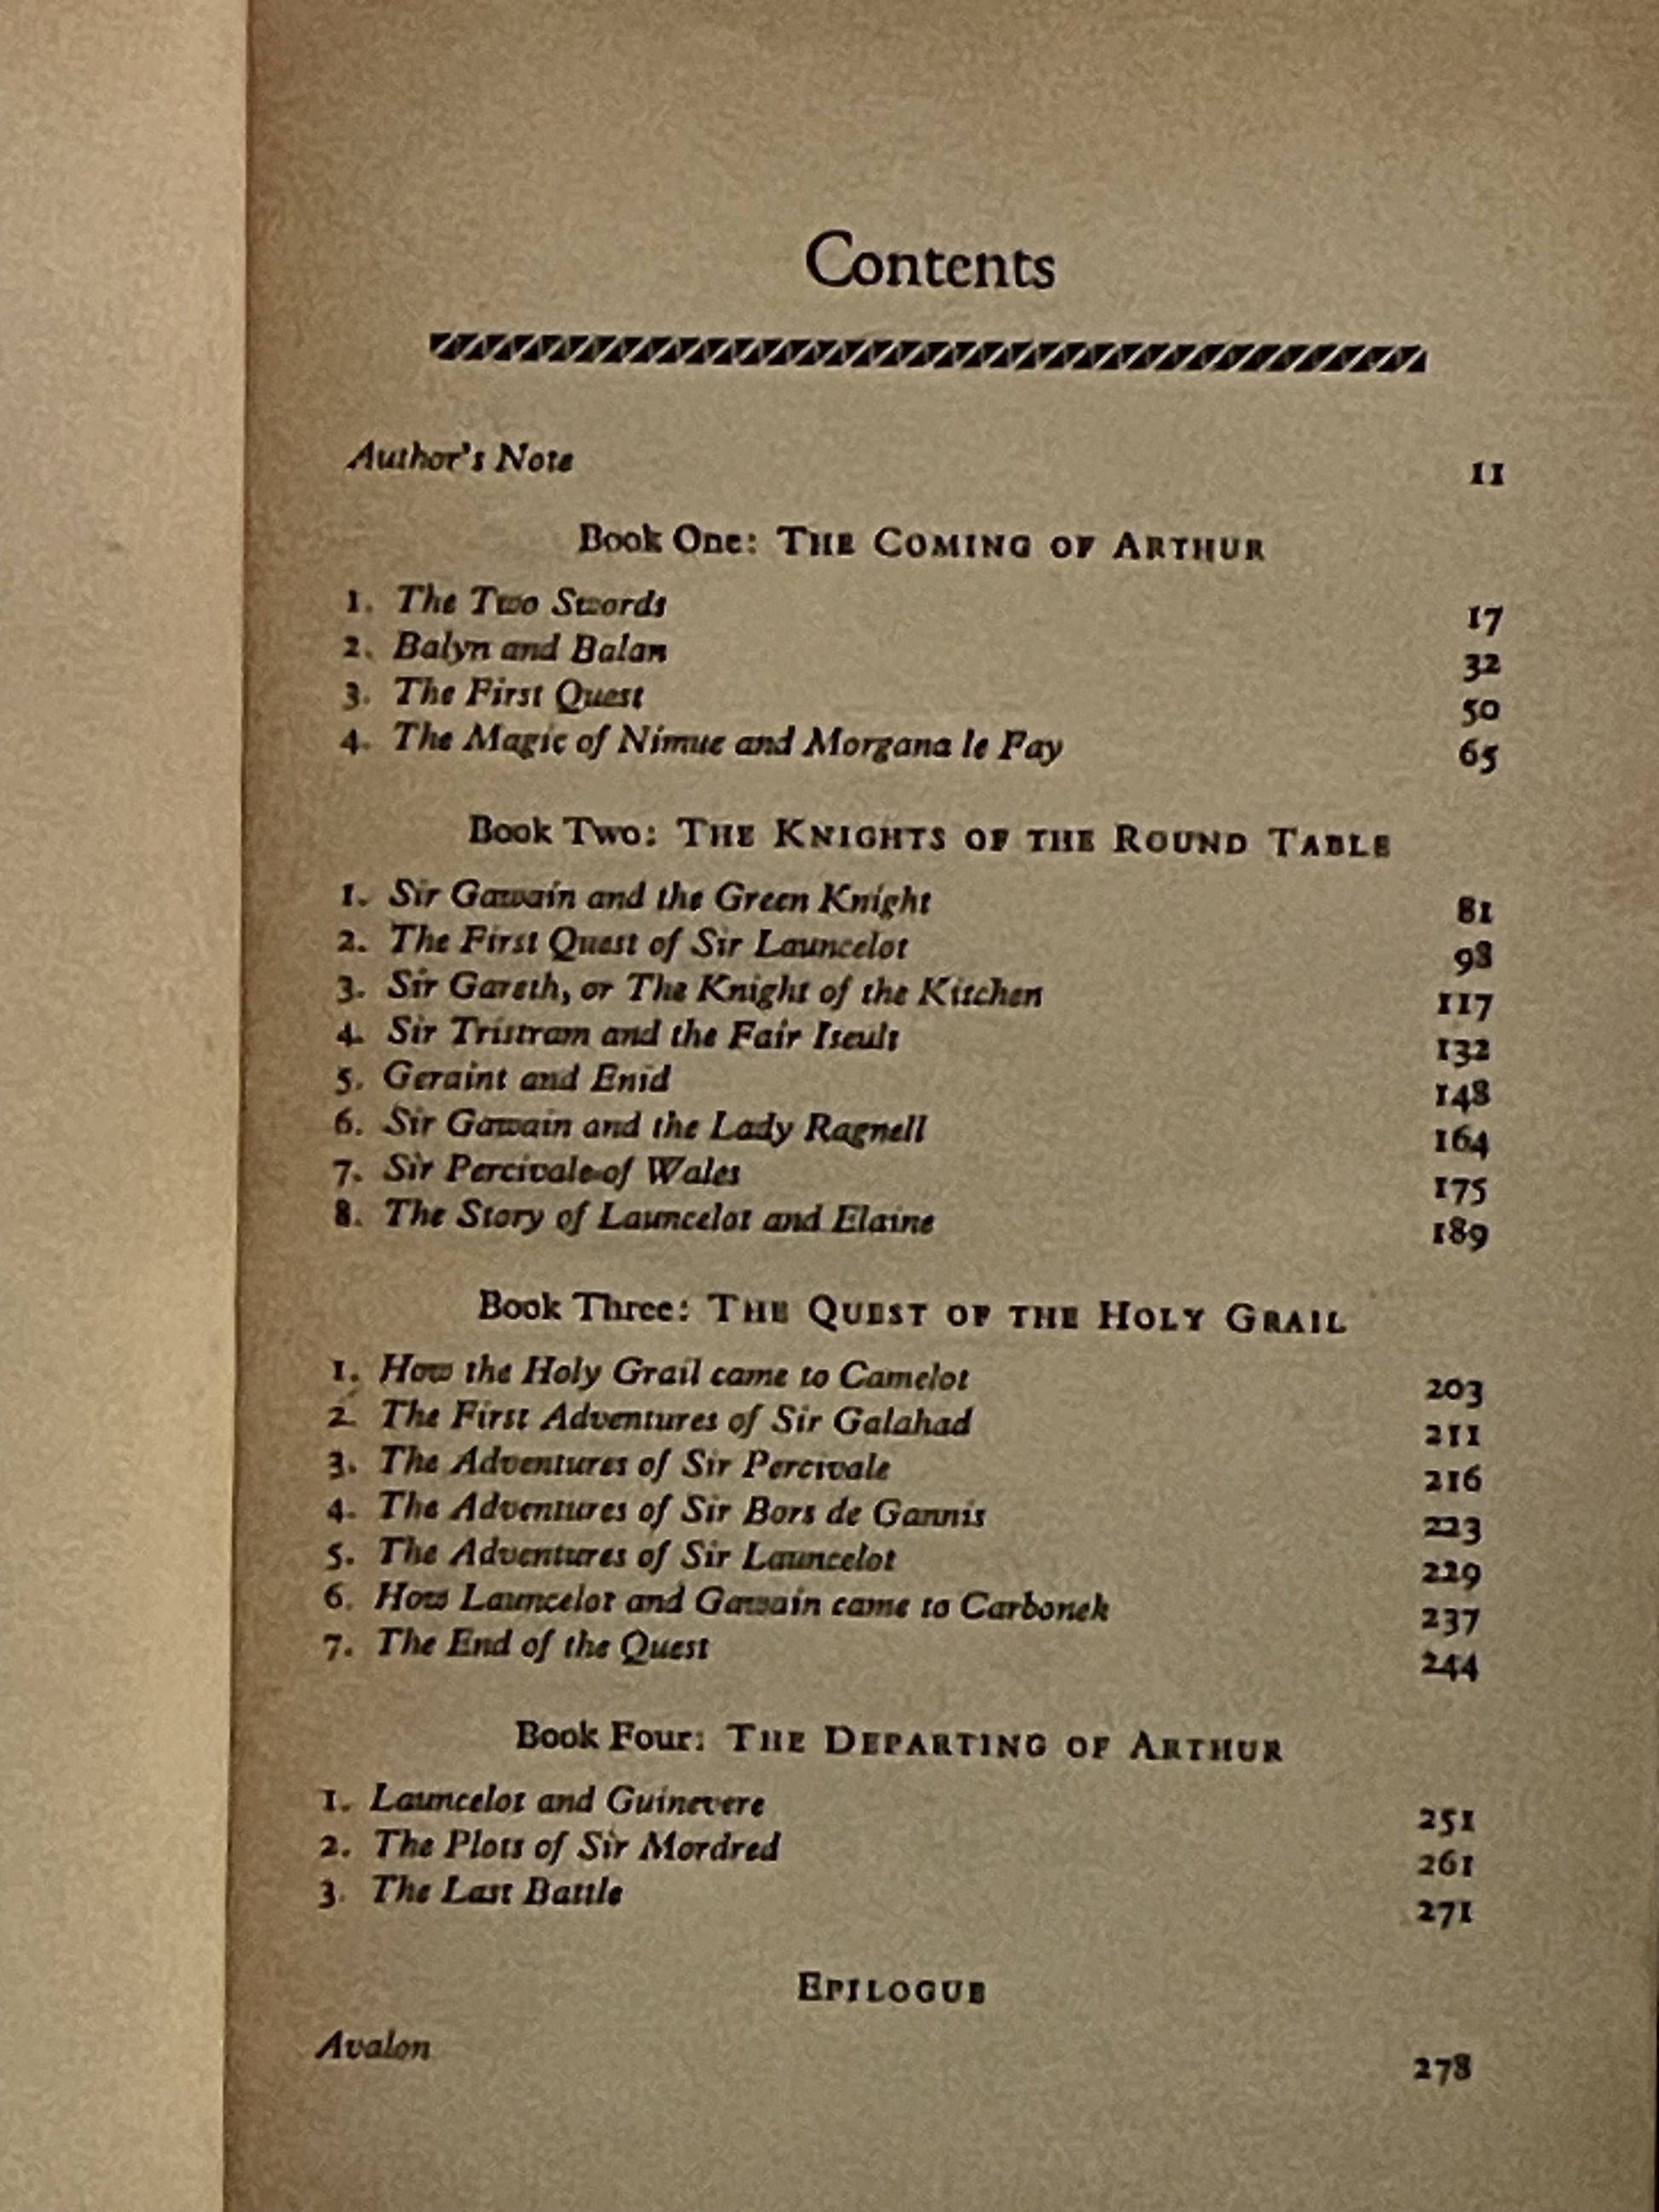 Contents
Author's Note 11
Book One: THE COMING OF ARTHUR
1. The Two Swords 17
2. Balyn and Balan 32
3. The First Quest 50
4. The Magic of Nimue and Morgana le Fay 65
Book Two: THE KNIGHTS OF THE ROUND TABLE
1. Sir Gawain and the Green Knight 81
2. The First Quest of Sir Launcelot 98
3. Sir Gareth, or The Knight of the Kitchen 117
4. Sir Tristram and the Fair Iseult 132
5. Geraint and Enid 148
6. Sir Gawain and the Lady Ragnell 164
7. Sir Percivale of Wales 175
8. The Story of Launcelot and Elaine 189
Book Three: THE QUEST OF THE HOLY GRAIL
1. How the Holy Grail came to Camelot 203
2. The First Adventures of Sir Galahad 211
3. The Adventures of Sir Percivale 216
4. The Adventures of Sir Bors de Gannis 223
5. The Adventures of Sir Launcelot 229
6. How Launcelot and Gawain came to Carbonek 237
7. The End of the Quest 244
Book Four: THE DEPARTING OF ARTHUR
1. Launcelot and Guinevere 251
2. The Plots of Sir Mordred 261
3. The Last Battle 271
EPILOGUE
Avalon 278